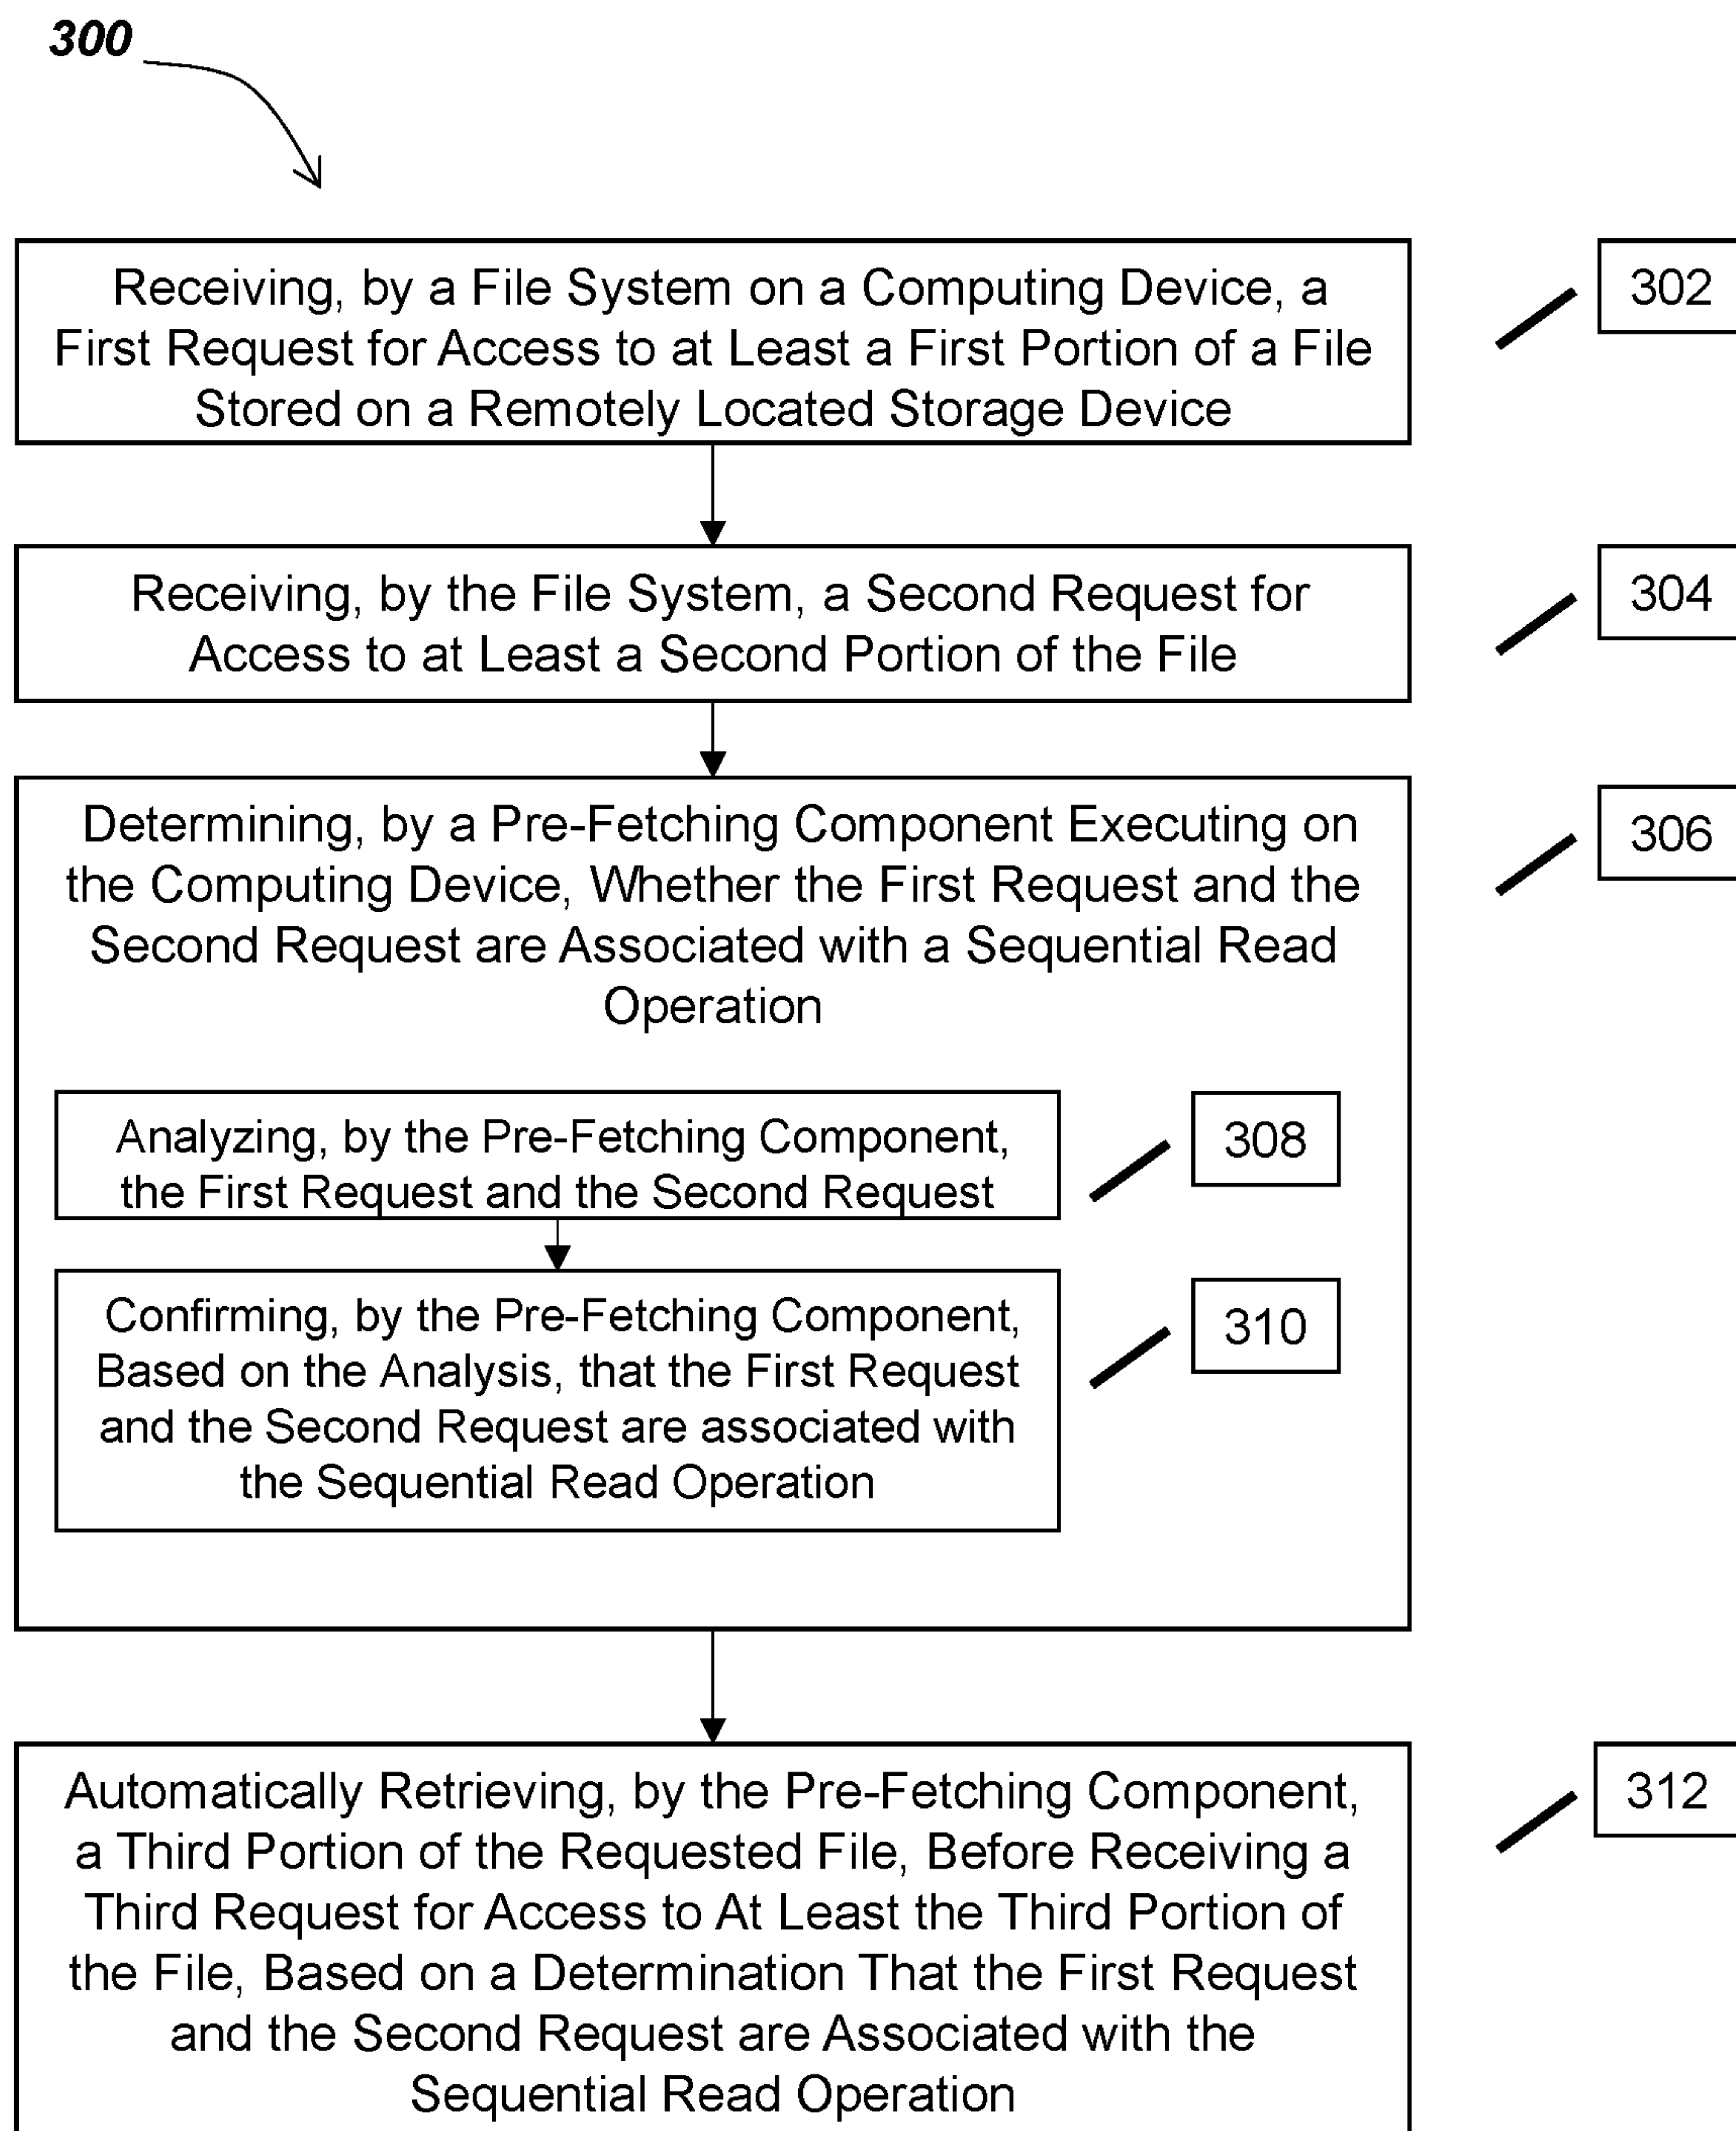 300
Receiving, by a File System on a Computing Device, a
First Request for Access to at Least a First Portion of a File
Stored on a Remotely Located Storage Device
302
Receiving, by the File System, a Second Request for
Access to at Least a Second Portion of the File
304
Determining, by a Pre-Fetching Component Executing on
the Computing Device, Whether the First Request and the
Second Request are Associated with a Sequential Read
Operation
306
Analyzing, by the Pre-Fetching Component,
the First Request and the Second Request
308
Confirming, by the Pre-Fetching Component,
Based on the Analysis, that the First Request
and the Second Request are associated with
the Sequential Read Operation
310
Automatically Retrieving, by the Pre-Fetching Component,
a Third Portion of the Requested File, Before Receiving a
Third Request for Access to At Least the Third Portion of
the File, Based on a Determination That the First Request
and the Second Request are Associated with the
Sequential Read Operation
312